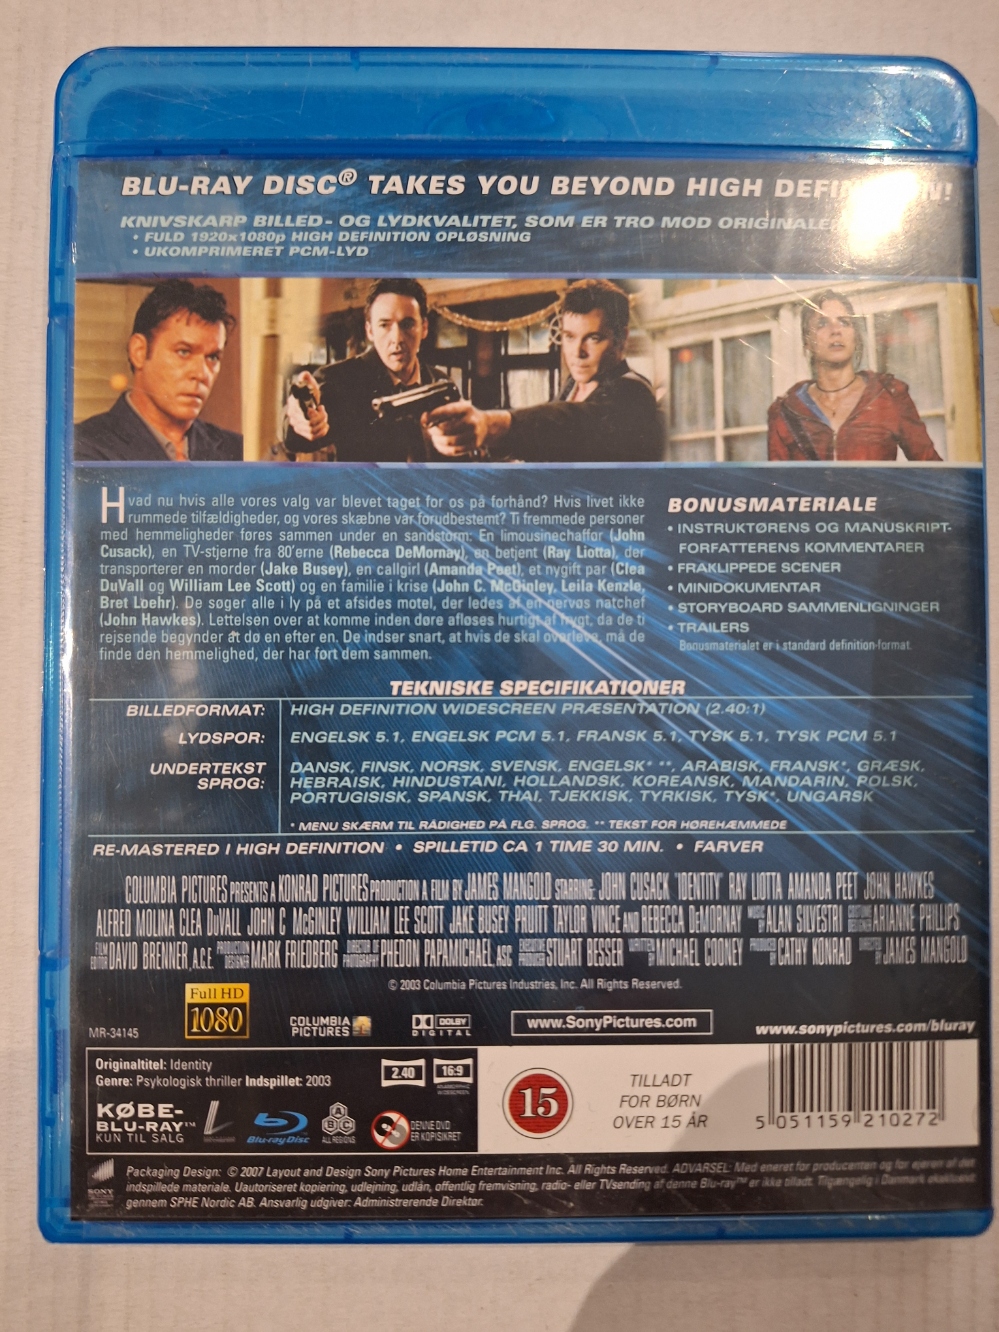 BLU-RAY DISC® TAKES YOU BEYOND HIGH DEFINITION!
KNIVSKARP BILLED- OG LYDKVALITET, SOM ER TRO MOD ORIGINALE
• FULD 1920x1080p HIGH DEFINITION OPLØSNING
• UKOMPRIMERET PCM-LYD
Hvad nu hvis alle vores valg var blevet taget for os på forhånd? Hvis livet ikke
rummede tilfældigheder, og vores skæbne var forudbestemt? Ti fremmede personer
med hemmeligheder føres sammen under en sandstorm: En limousinechaffør (John
Cusack), en TV-stjerne fra 80'erne (Rebecca DeMornay), en betjent (Ray Liotta), der
transporterer en morder (Jake Busey), en callgirl (Amanda Peet), et nygift par (Clea
DuVall og William Lee Scott) og en familie i krise (John C. McGinley, Leila Kenzle,
Bret Loehr). De søger alle i ly på et afsides motel, der ledes af en nervøs natchef
(John Hawkes). Lettelsen over at komme inden døre afløses hurtigt af frygt, da de ti
rejsende begynder at dø en efter en. De indser snart, at hvis de skal overleve, må de
finde den hemmelighed, der har ført dem sammen.
BONUSMATERIALE
• INSTRUKTØRENS OG MANUSKRIPT-
FORFATTERENS KOMMENTARER
• FRAKLIPPEDE SCENER
• MINIDOKUMENTAR
• STORYBOARD SAMMENLIGNINGER
• TRAILERS
Bonusmaterialet er i standard definition-format.
TEKNISKE SPECIFIKATIONER
BILLEDFORMAT: HIGH DEFINITION WIDESCREEN PRÆSENTATION (2.40:1)
LYDSPOR: ENGELSK 5.1, ENGELSK PCM 5.1, FRANSK 5.1, TYSK 5.1, TYSK PCM 5.1
UNDERTEKST DANSK, FINSK, NORSK, SVENSK, ENGELSK* **, ARABISK, FRANSK*, GRÆSK,
SPROG: HEBRAISK, HINDUSTANI, HOLLANDSK, KOREANSK, MANDARIN, POLSK,
PORTUGISISK, SPANSK, THAI, TJEKKISK, TYRKISK, TYSK*, UNGARSK
* MENU SKÆRM TIL RÅDIGHED PÅ FLG. SPROG. ** TEKST FOR HØREHÆMMEDE
RE-MASTERED I HIGH DEFINITION • SPILLETID CA 1 TIME 30 MIN. • FARVER
COLUMBIA PICTURES PRESENTS A KONRAD PICTURES PRODUCTION A FILM BY JAMES MANGOLD STARRING: JOHN CUSACK "IDENTITY" RAY LIOTTA AMANDA PEET JOHN HAWKES
ALFRED MOLINA CLEA DuVALL JOHN C McGINLEY WILLIAM LEE SCOTT JAKE BUSEY PRUITT TAYLOR VINCE AND REBECCA DeMORNAY MUSIC BY ALAN SILVESTRI COSTUME DESIGNER ARIANNE PHILLIPS
FILM EDITOR DAVID BRENNER, A.C.E. PRODUCTION DESIGNER MARK FRIEDBERG DIRECTOR OF PHOTOGRAPHY PHEDON PAPAMICHAEL, ASC EXECUTIVE PRODUCER STUART BESSER WRITTEN BY MICHAEL COONEY PRODUCED BY CATHY KONRAD DIRECTED BY JAMES MANGOLD
© 2003 Columbia Pictures Industries, Inc. All Rights Reserved.
MR-34145
Full HD
1080
COLUMBIA
PICTURES
DOLBY
DIGITAL
www.SonyPictures.com
www.sonypictures.com/bluray
Originaltitel: Identity
Genre: Psykologisk thriller Indspillet: 2003
2.40
16:9
ANAMORPHIC
WIDESCREEN
KØBE-
BLU-RAY™
KUN TIL SALG
Blu-ray Disc
A
B C
ALL REGIONS
DENNE DVD
ER KOPISIKRET
15
TILLADT
FOR BØRN
OVER 15 ÅR
5 051159 210272
SONY
Packaging Design: © 2007 Layout and Design Sony Pictures Home Entertainment Inc. All Rights Reserved. ADVARSEL: Med eneret for producenten og for ejeren af det
indspillede materiale. Uautoriseret kopiering, udlejning, udlån, offentlig fremvisning, radio- eller TVsending af denne Blu-ray™ er ikke tilladt. Tilgængelig i Danmark
gennem SPHE Nordic AB. Ansvarlig udgiver: Administrerende Direktør.